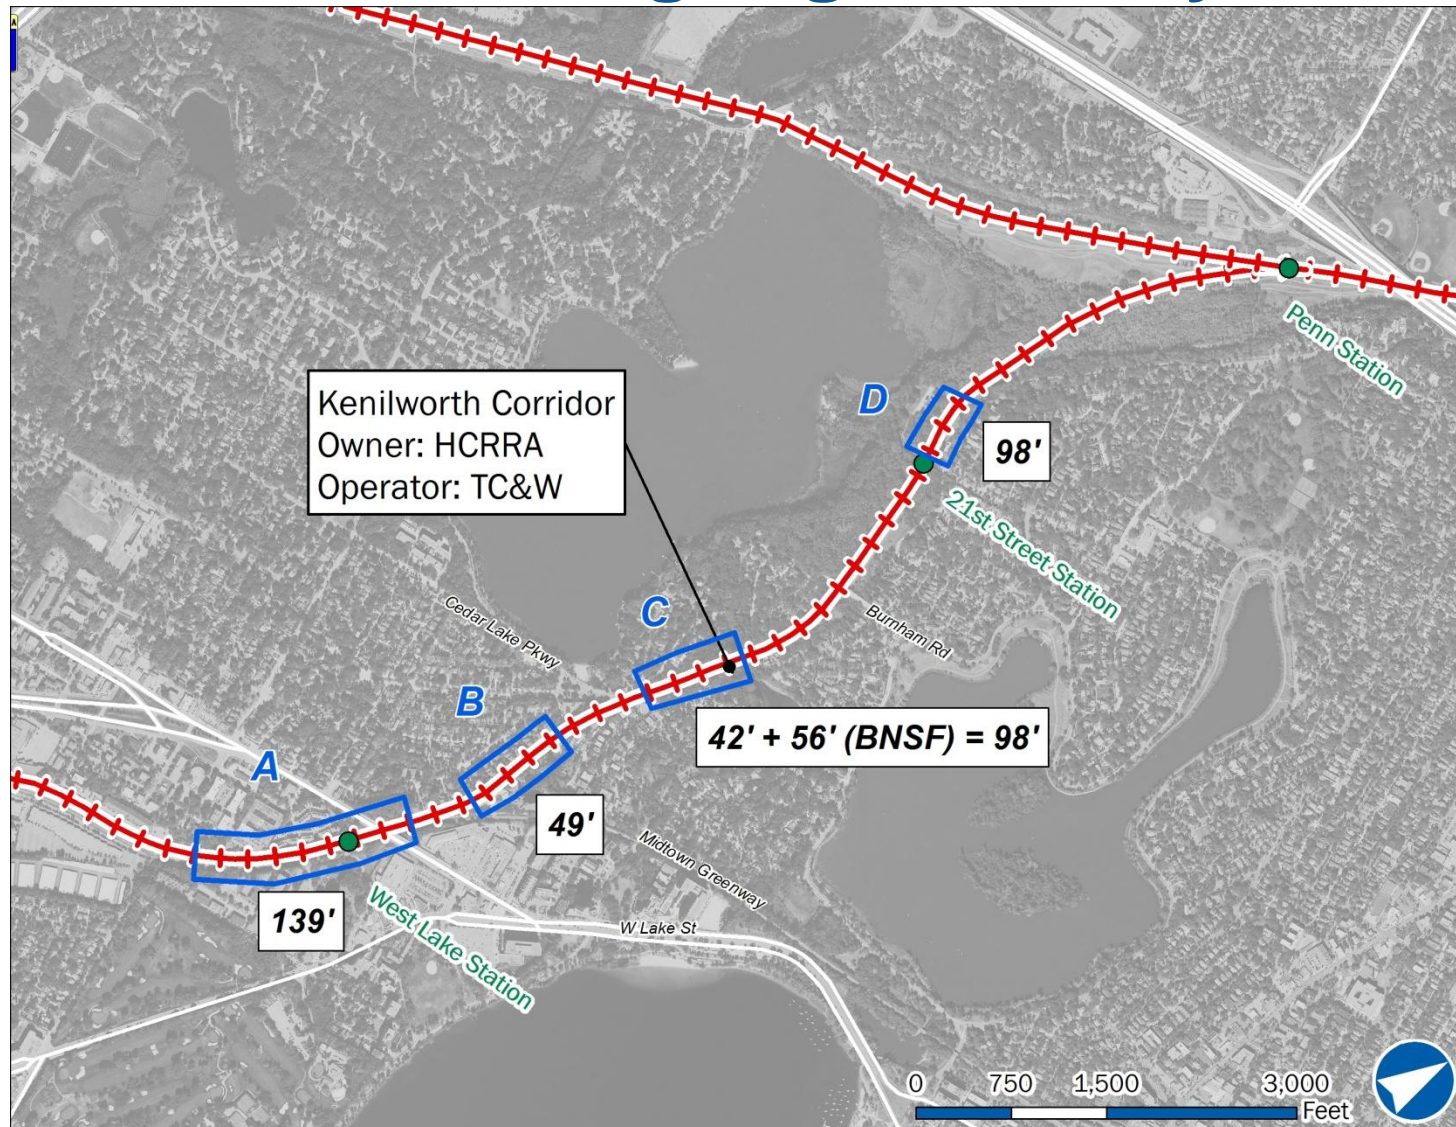 Penn Station
Kenilworth Corridor
Owner: HCRRA
Operator: TC&W
D
98'
21st Street Station
Cedar Lake Pkwy
C
Burnham Rd
B
42' + 56' (BNSF) = 98'
A
49'
Midtown Greenway
139'
West Lake Station
W Lake St
0 750 1,500 3,000
Feet